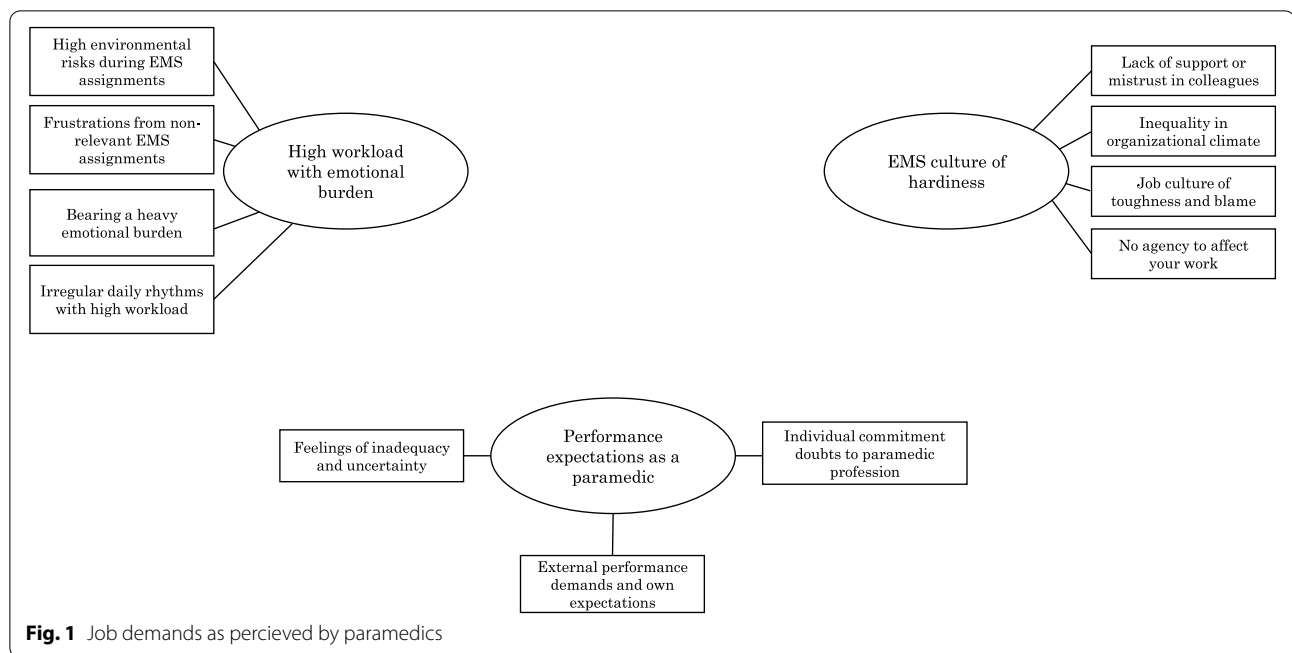 High environmental
risks during EMS
assignments
Frustrations from non-
relevant EMS
assignments
Bearing a heavy
emotional burden
Irregular daily rhythms
with high workload
High workload
with emotional
burden
EMS culture of
hardiness
Lack of support or
mistrust in colleagues
Inequality in
organizational climate
Job culture of
toughness and blame
No agency to affect
your work
Feelings of inadequacy
and uncertainty
Performance
expectations as a
paramedic
Individual commitment
doubts to paramedic
profession
External performance
demands and own
expectations
Fig. 1 Job demands as percieved by paramedics